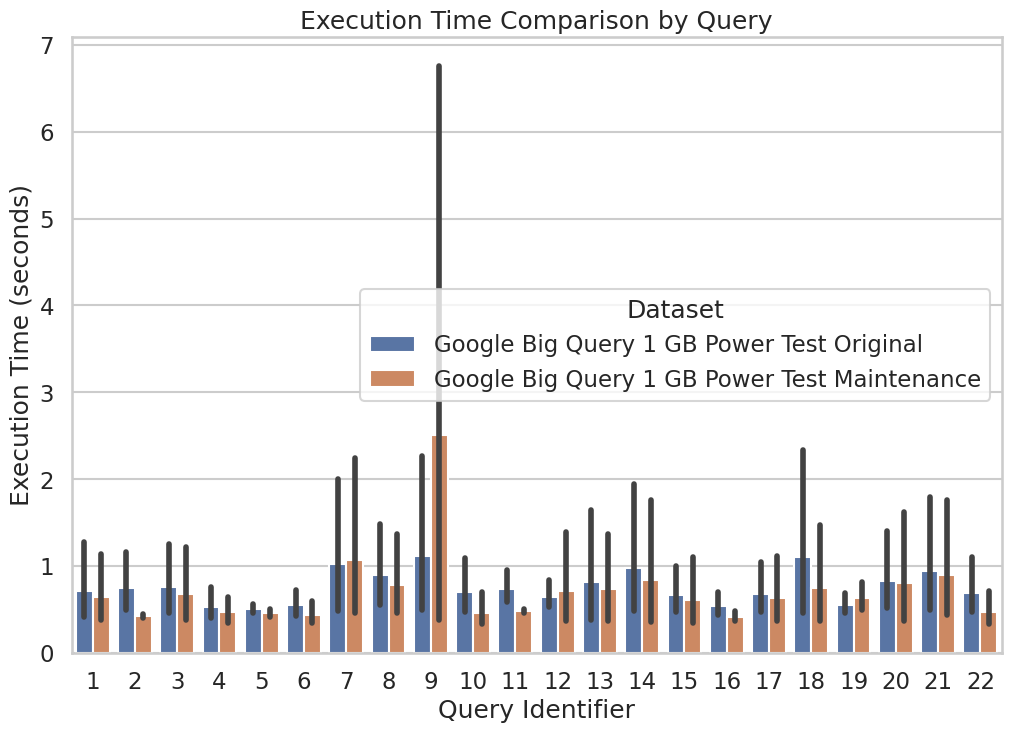 Execution Time Comparison by Query
Execution Time (seconds)
7
6
5
4
3
2
1
0
Dataset
Google Big Query 1 GB Power Test Original
Google Big Query 1 GB Power Test Maintenance
1 2 3 4 5 6 7 8 9 10 11 12 13 14 15 16 17 18 19 20 21 22
Query Identifier